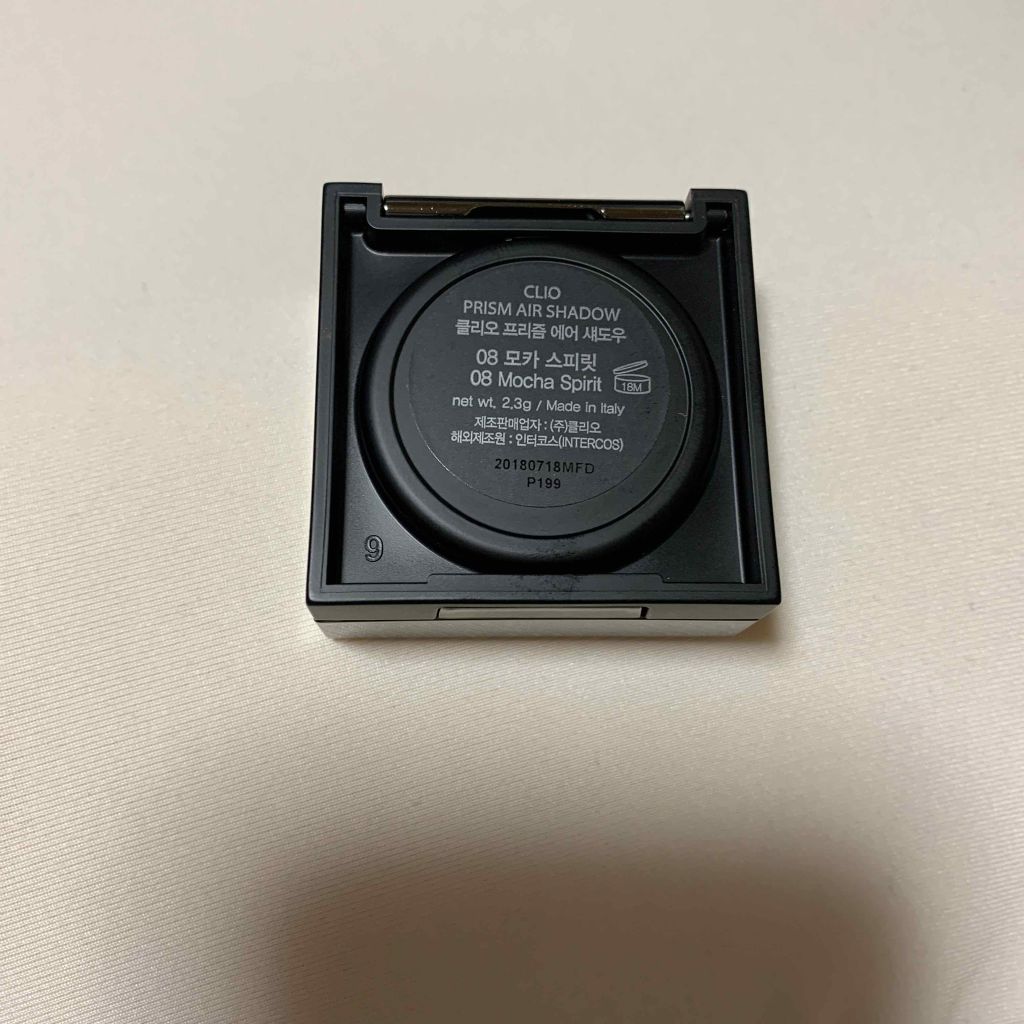 CLIO
PRISM AIR SHADOW
클리오 프리즘 에어 섀도우
08 모카 스피릿
08 Mocha Spirit
18M
net wt. 2.3g / Made in Italy
제조판매업자 : (주)클리오
해외제조원 : 인터코스(INTERCOS)
20180718MFD
P199
9